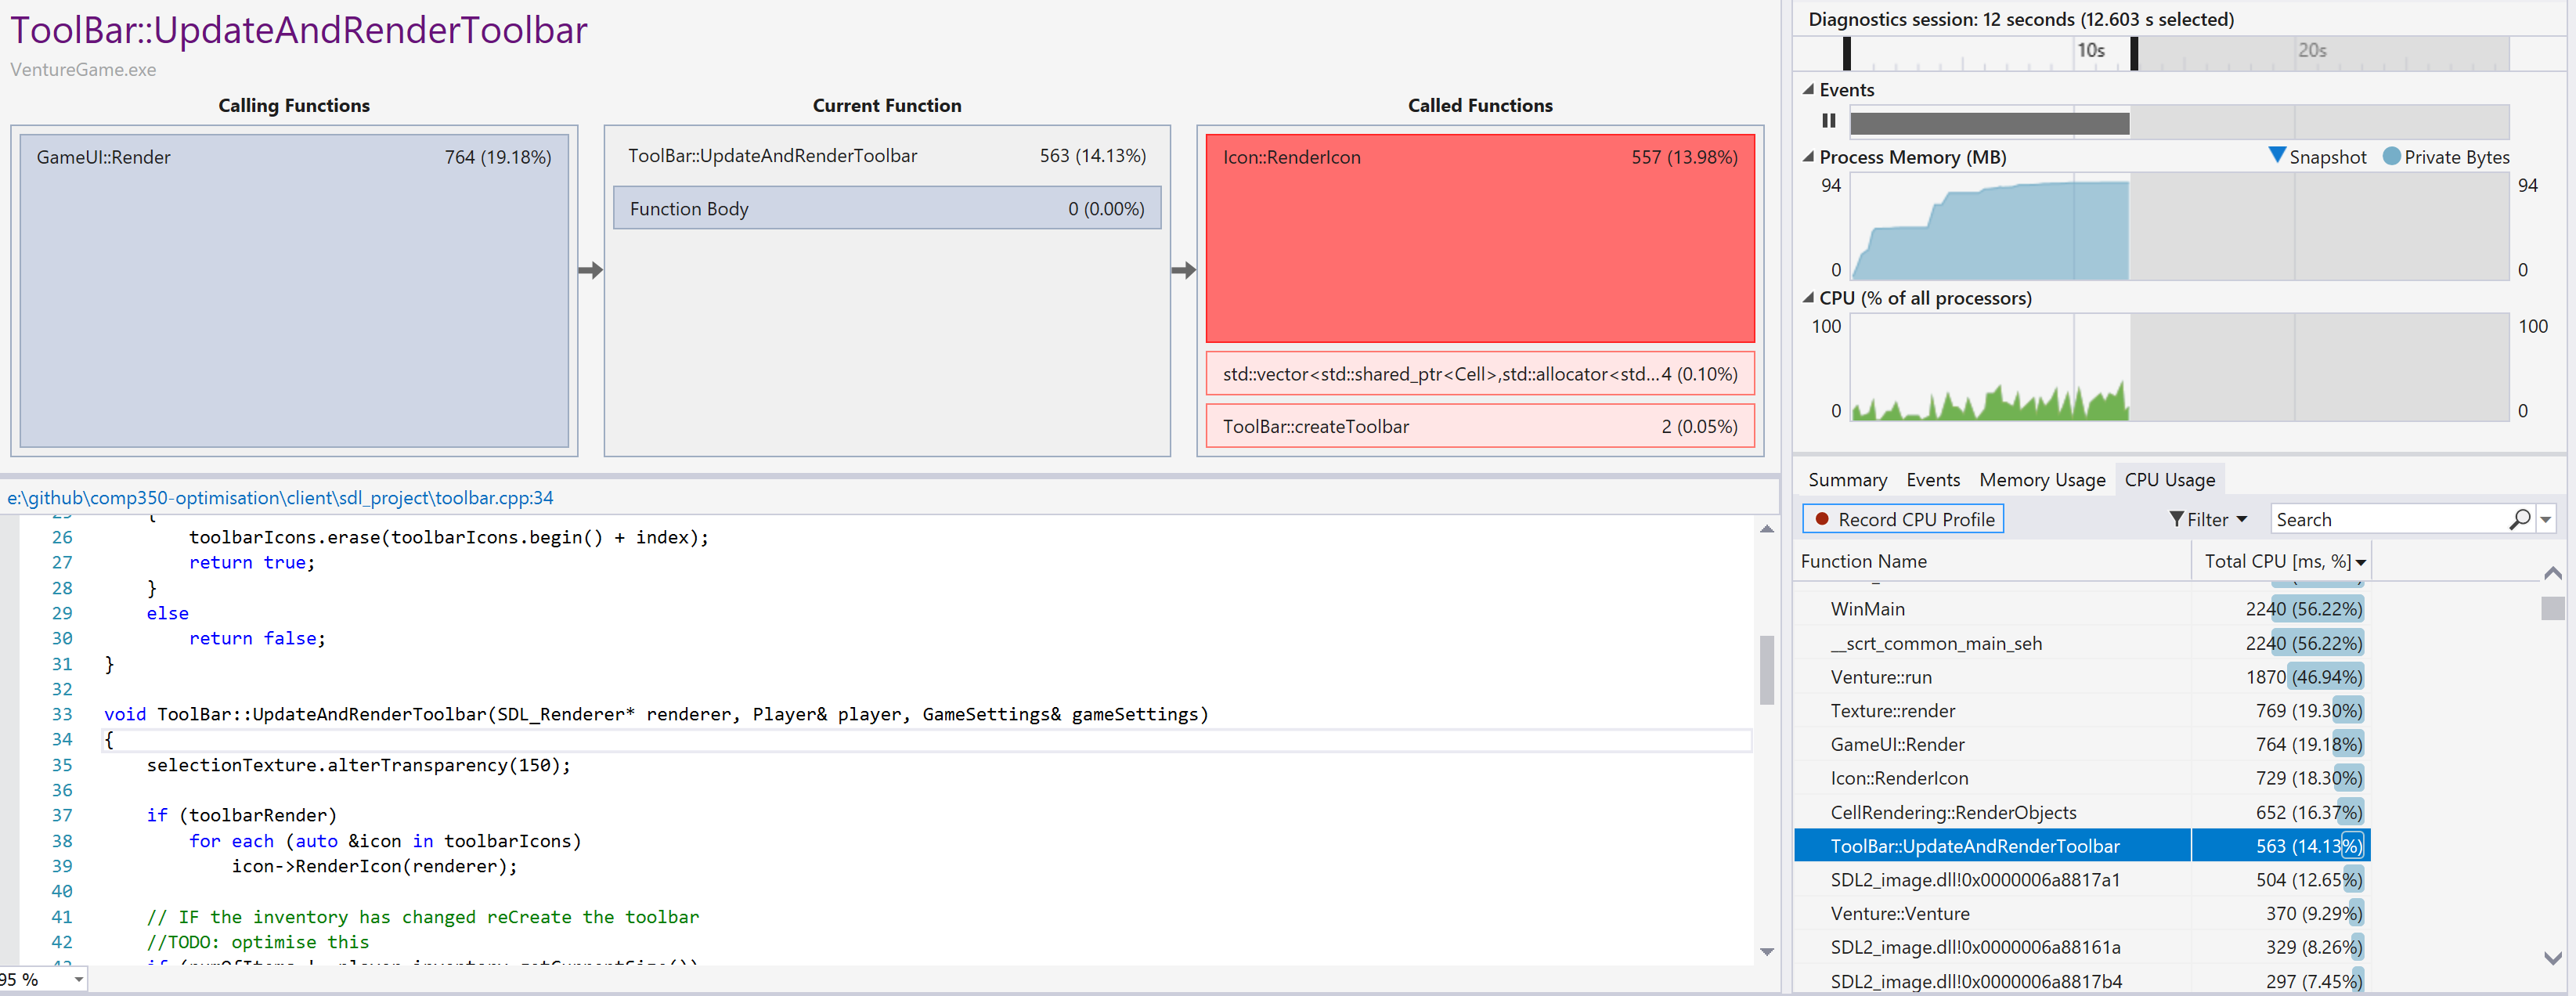 ToolBar::UpdateAndRenderToolbar
VentureGame.exe
Calling Functions
Current Function
Called Functions
GameUI::Render 764 (19.18%)
ToolBar::UpdateAndRenderToolbar 563 (14.13%)
Function Body 0 (0.00%)
Icon::RenderIcon 557 (13.98%)
std::vector<std::shared_ptr<Cell>,std::allocator<std... 4 (0.10%)
ToolBar::createToolbar 2 (0.05%)
e:\github\comp350-optimisation\client\sdl_project\toolbar.cpp:34
25 {
26 toolbarIcons.erase(toolbarIcons.begin() + index);
27 return true;
28 }
29 else
30 return false;
31 }
32
33 void ToolBar::UpdateAndRenderToolbar(SDL_Renderer* renderer, Player& player, GameSettings& gameSettings)
34 {
35 selectionTexture.alterTransparency(150);
36
37 if (toolbarRender)
38 for each (auto &icon in toolbarIcons)
39 icon->RenderIcon(renderer);
40
41 // IF the inventory has changed reCreate the toolbar
42 //TODO: optimise this
95 %
Diagnostics session: 12 seconds (12.603 s selected)
10s 20s
Events
Process Memory (MB) Snapshot Private Bytes
94 94
0 0
CPU (% of all processors)
100 100
0 0
Summary Events Memory Usage CPU Usage
Record CPU Profile Filter Search
Function Name Total CPU [ms, %]
WinMain 2240 (56.22%)
__scrt_common_main_seh 2240 (56.22%)
Venture::run 1870 (46.94%)
Texture::render 769 (19.30%)
GameUI::Render 764 (19.18%)
Icon::RenderIcon 729 (18.30%)
CellRendering::RenderObjects 652 (16.37%)
ToolBar::UpdateAndRenderToolbar 563 (14.13%)
SDL2_image.dll!0x0000006a8817a1 504 (12.65%)
Venture::Venture 370 (9.29%)
SDL2_image.dll!0x0000006a88161a 329 (8.26%)
SDL2_image.dll!0x0000006a8817b4 297 (7.45%)